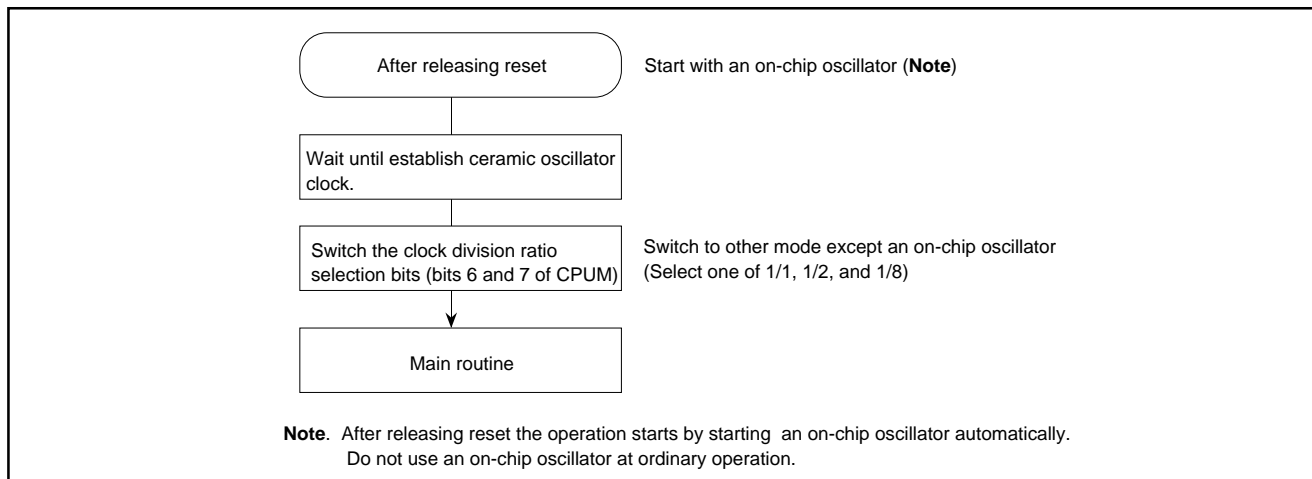 After releasing reset
Start with an on-chip oscillator (Note)
Wait until establish ceramic oscillator
clock.
Switch the clock division ratio
selection bits (bits 6 and 7 of CPUM)
Switch to other mode except an on-chip oscillator
(Select one of 1/1, 1/2, and 1/8)
Main routine
Note. After releasing reset the operation starts by starting an on-chip oscillator automatically.
Do not use an on-chip oscillator at ordinary operation.